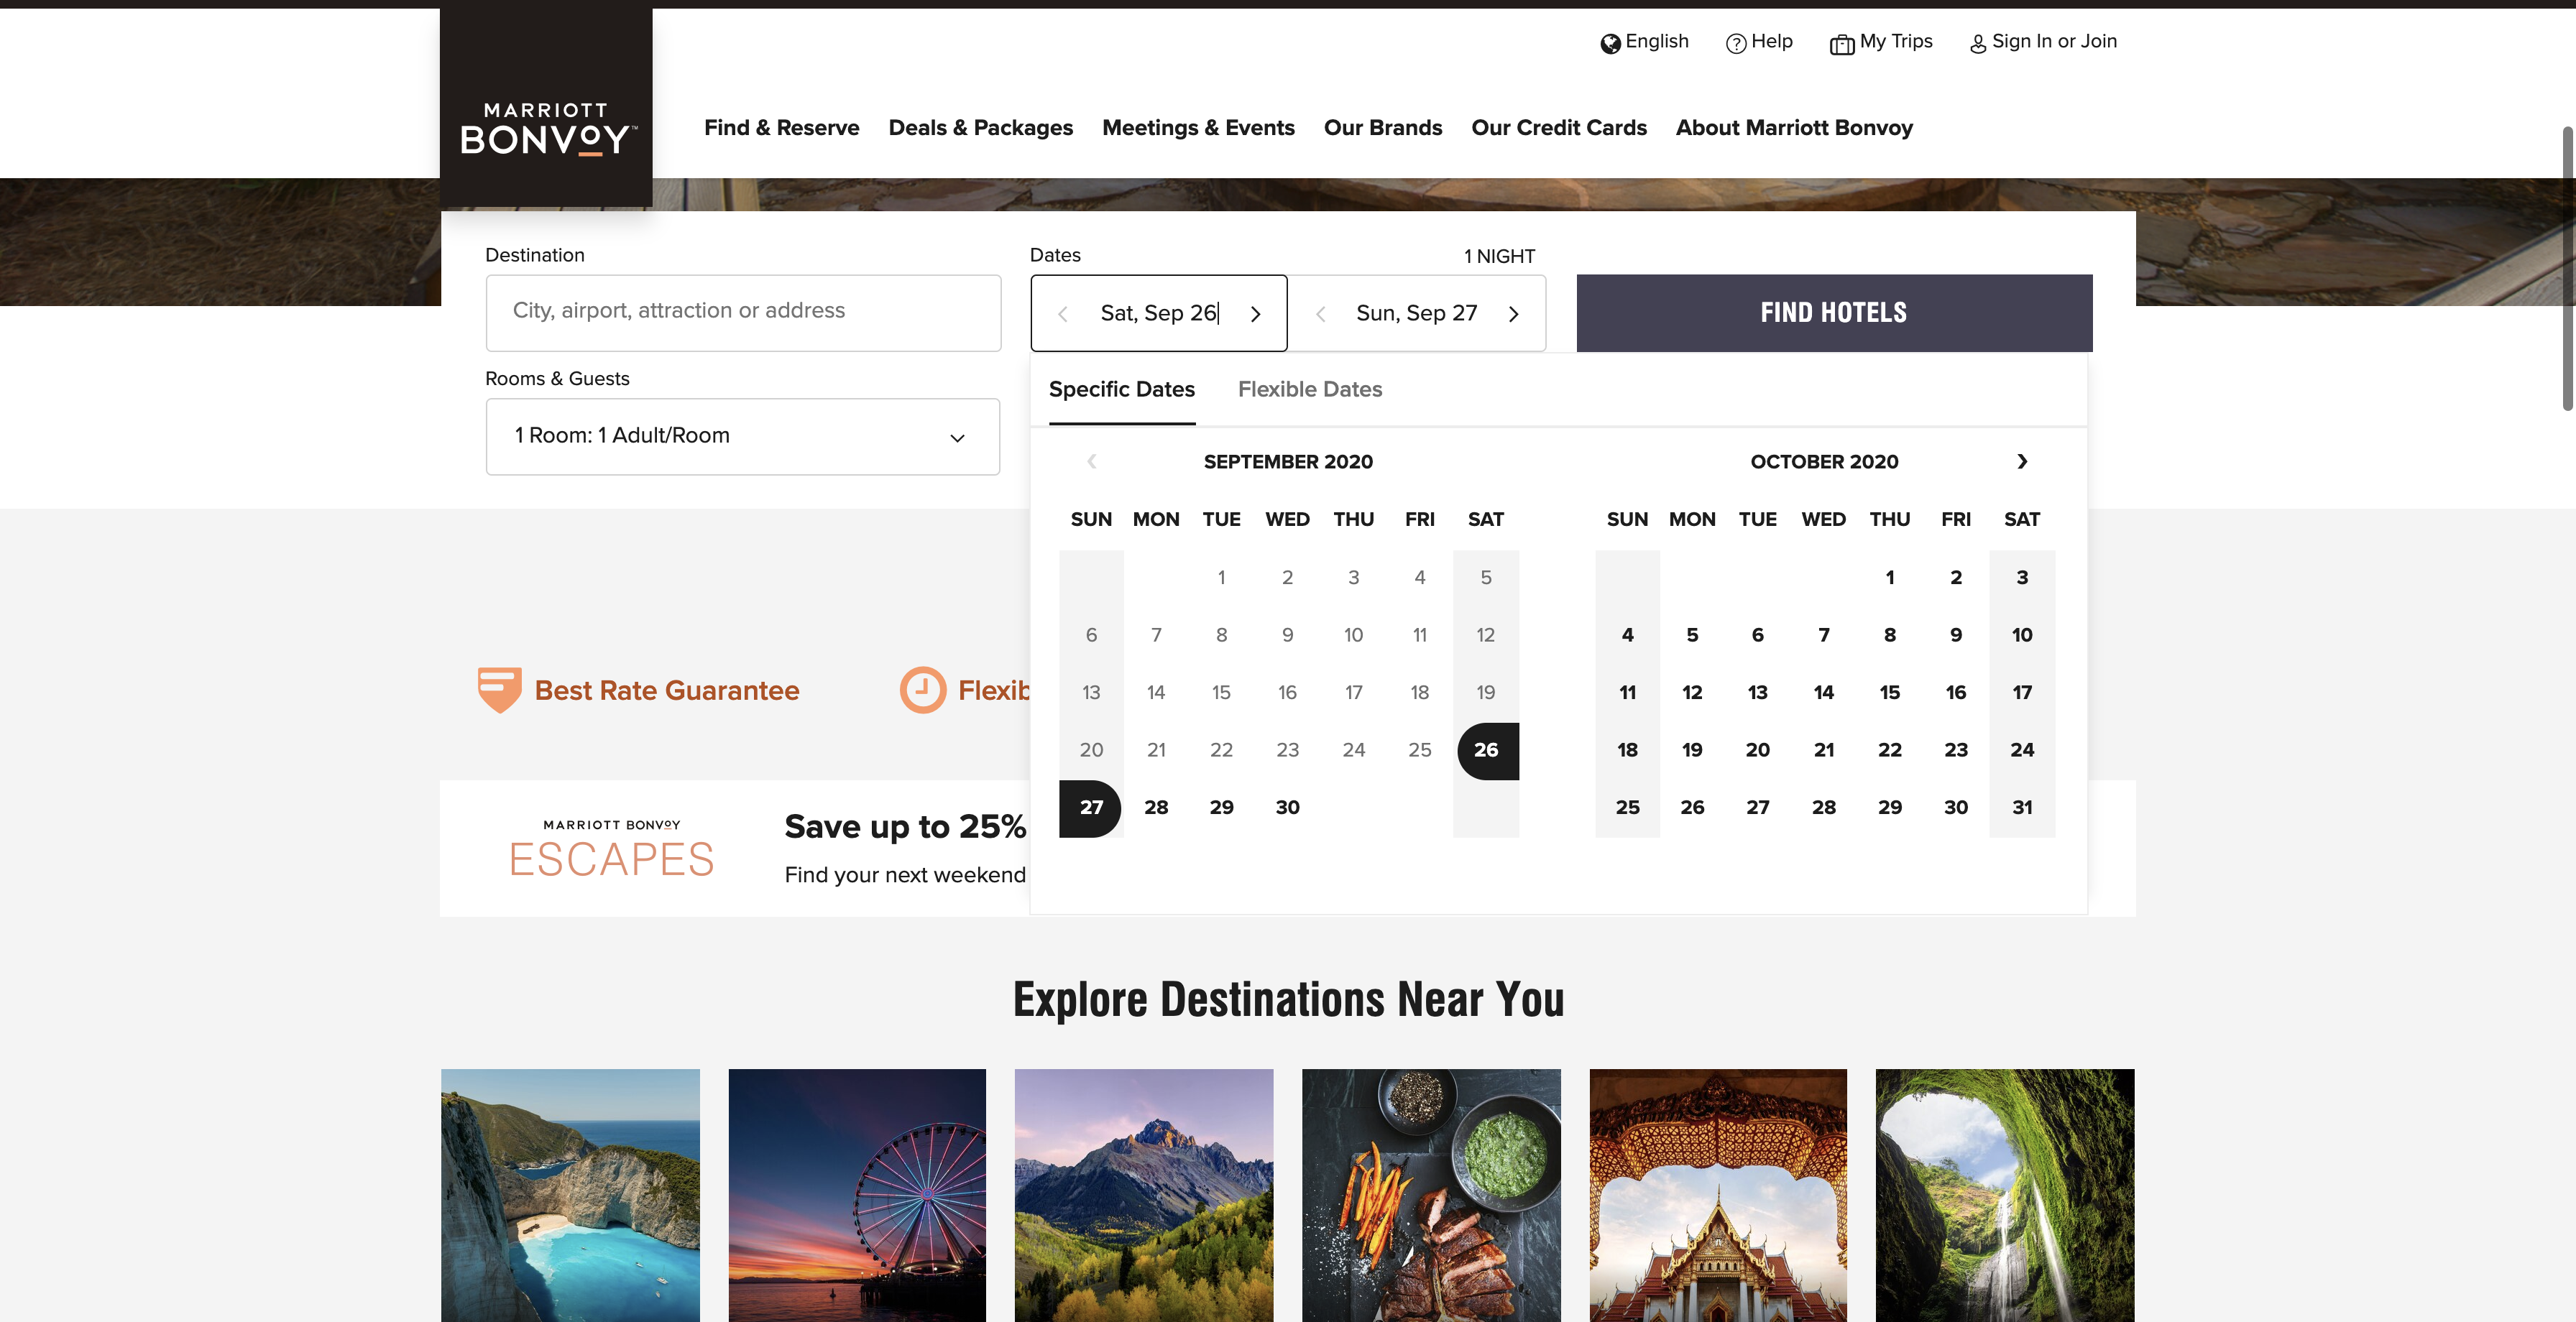 English
Help
My Trips
Sign In or Join
MARRIOTT
BONVOY™
Find & Reserve
Deals & Packages
Meetings & Events
Our Brands
Our Credit Cards
About Marriott Bonvoy
Destination
City, airport, attraction or address
Dates
1 NIGHT
Sat, Sep 26
Sun, Sep 27
FIND HOTELS
Rooms & Guests
1 Room: 1 Adult/Room
Specific Dates
Flexible Dates
SEPTEMBER 2020
SUN MON TUE WED THU FRI SAT
1 2 3 4 5
6 7 8 9 10 11 12
13 14 15 16 17 18 19
20 21 22 23 24 25 26
27 28 29 30
OCTOBER 2020
SUN MON TUE WED THU FRI SAT
1 2 3
4 5 6 7 8 9 10
11 12 13 14 15 16 17
18 19 20 21 22 23 24
25 26 27 28 29 30 31
Best Rate Guarantee
Flexib
MARRIOTT BONVOY
ESCAPES
Save up to 25%
Find your next weekend
Explore Destinations Near You